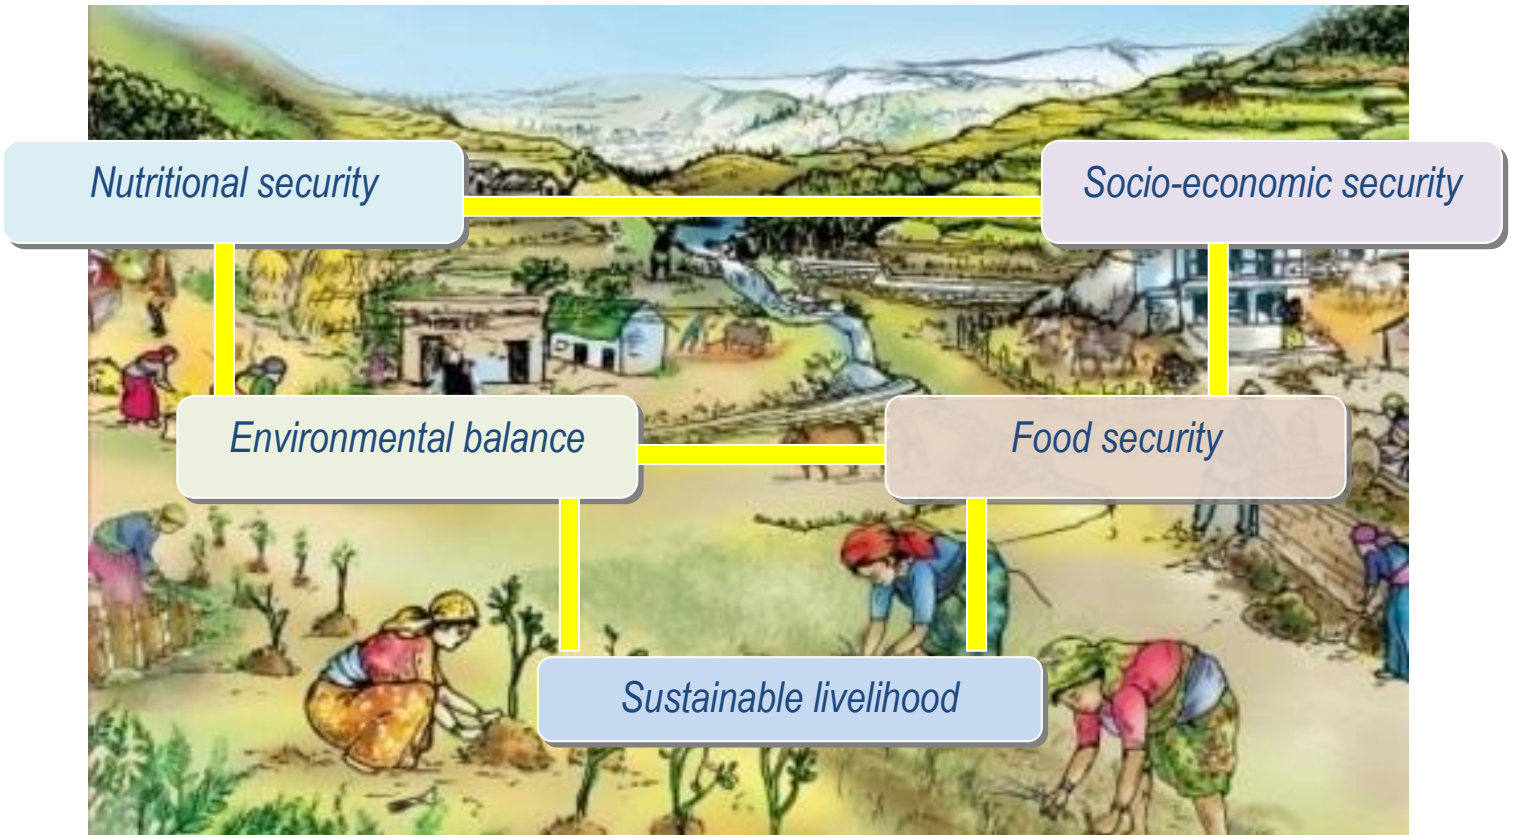 Nutritional security
Socio-economic security
Environmental balance
Food security
Sustainable livelihood